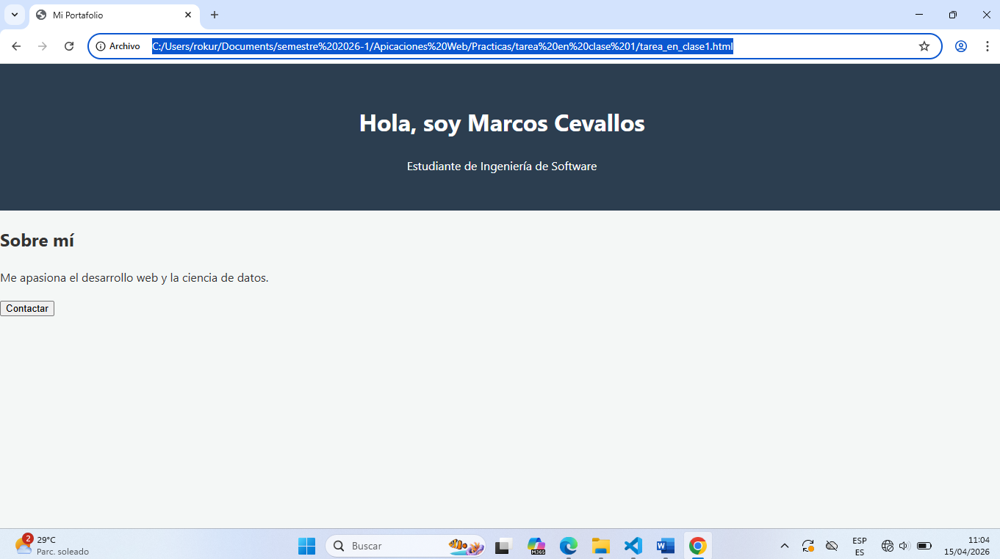 Mi Portafolio
Archivo C:/Users/rokur/Documents/semestre%202026-1/Apicaciones%20Web/Practicas/tarea%20en%20clase%201/tarea_en_clase1.html
Hola, soy Marcos Cevallos
Estudiante de Ingeniería de Software
Sobre mí
Me apasiona el desarrollo web y la ciencia de datos.
Contactar
2
29°C
Parc. soleado
Buscar
M365
ESP
ES
11:04
15/04/2026